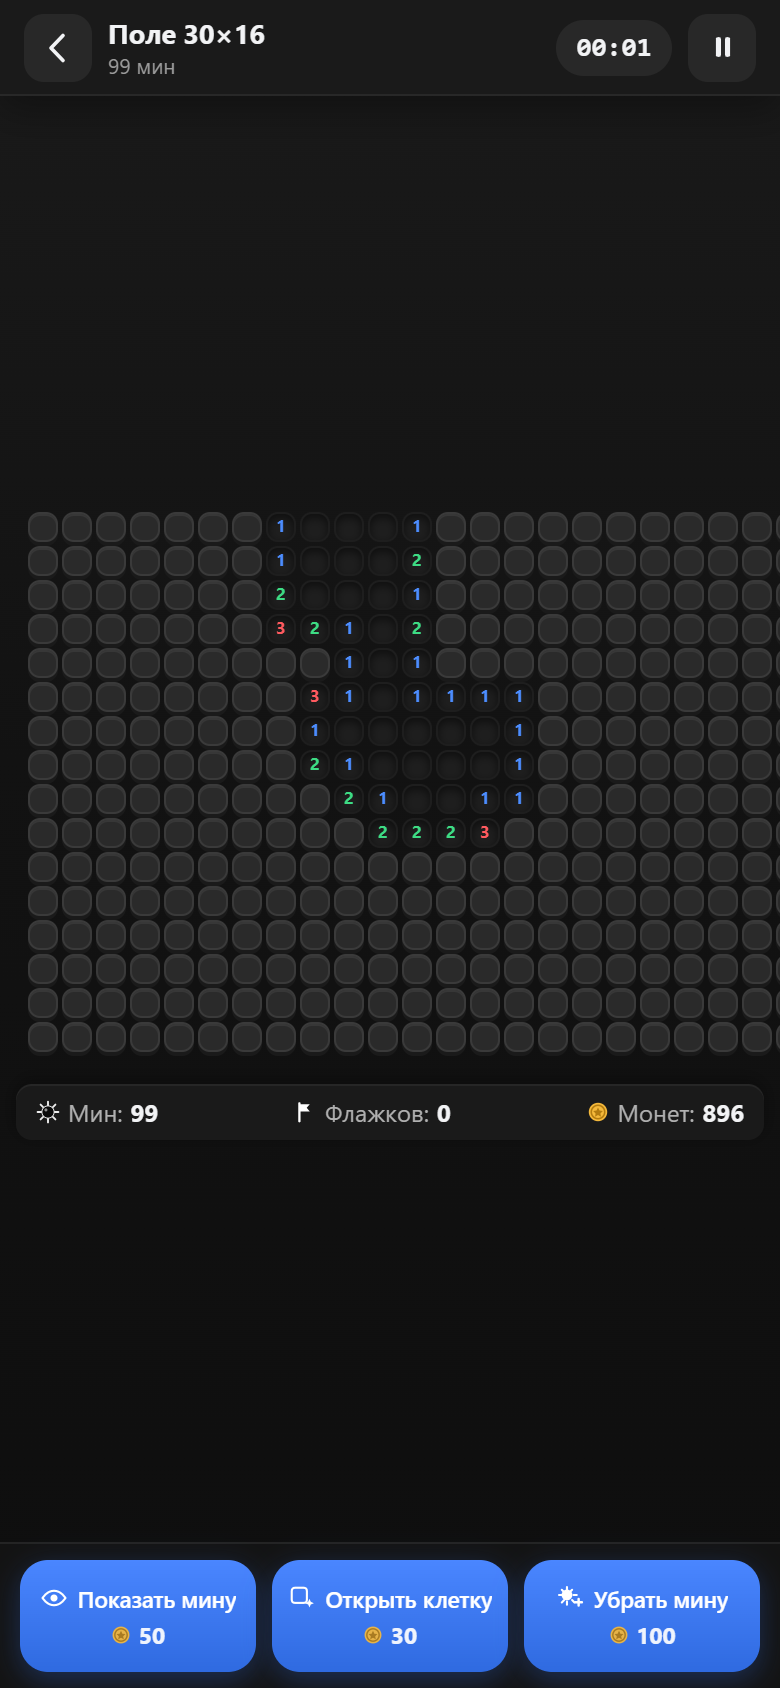 Поле 30×16
99 мин
00:01
1 1
1 2
2 1
3 2 1 2
1 1
3 1 1 1 1 1
1 1
2 1 1
2 1 1 1
2 2 2 3
Мин: 99
Флажков: 0
Монет: 896
Показать мину
50
Открыть клетку
30
Убрать мину
100